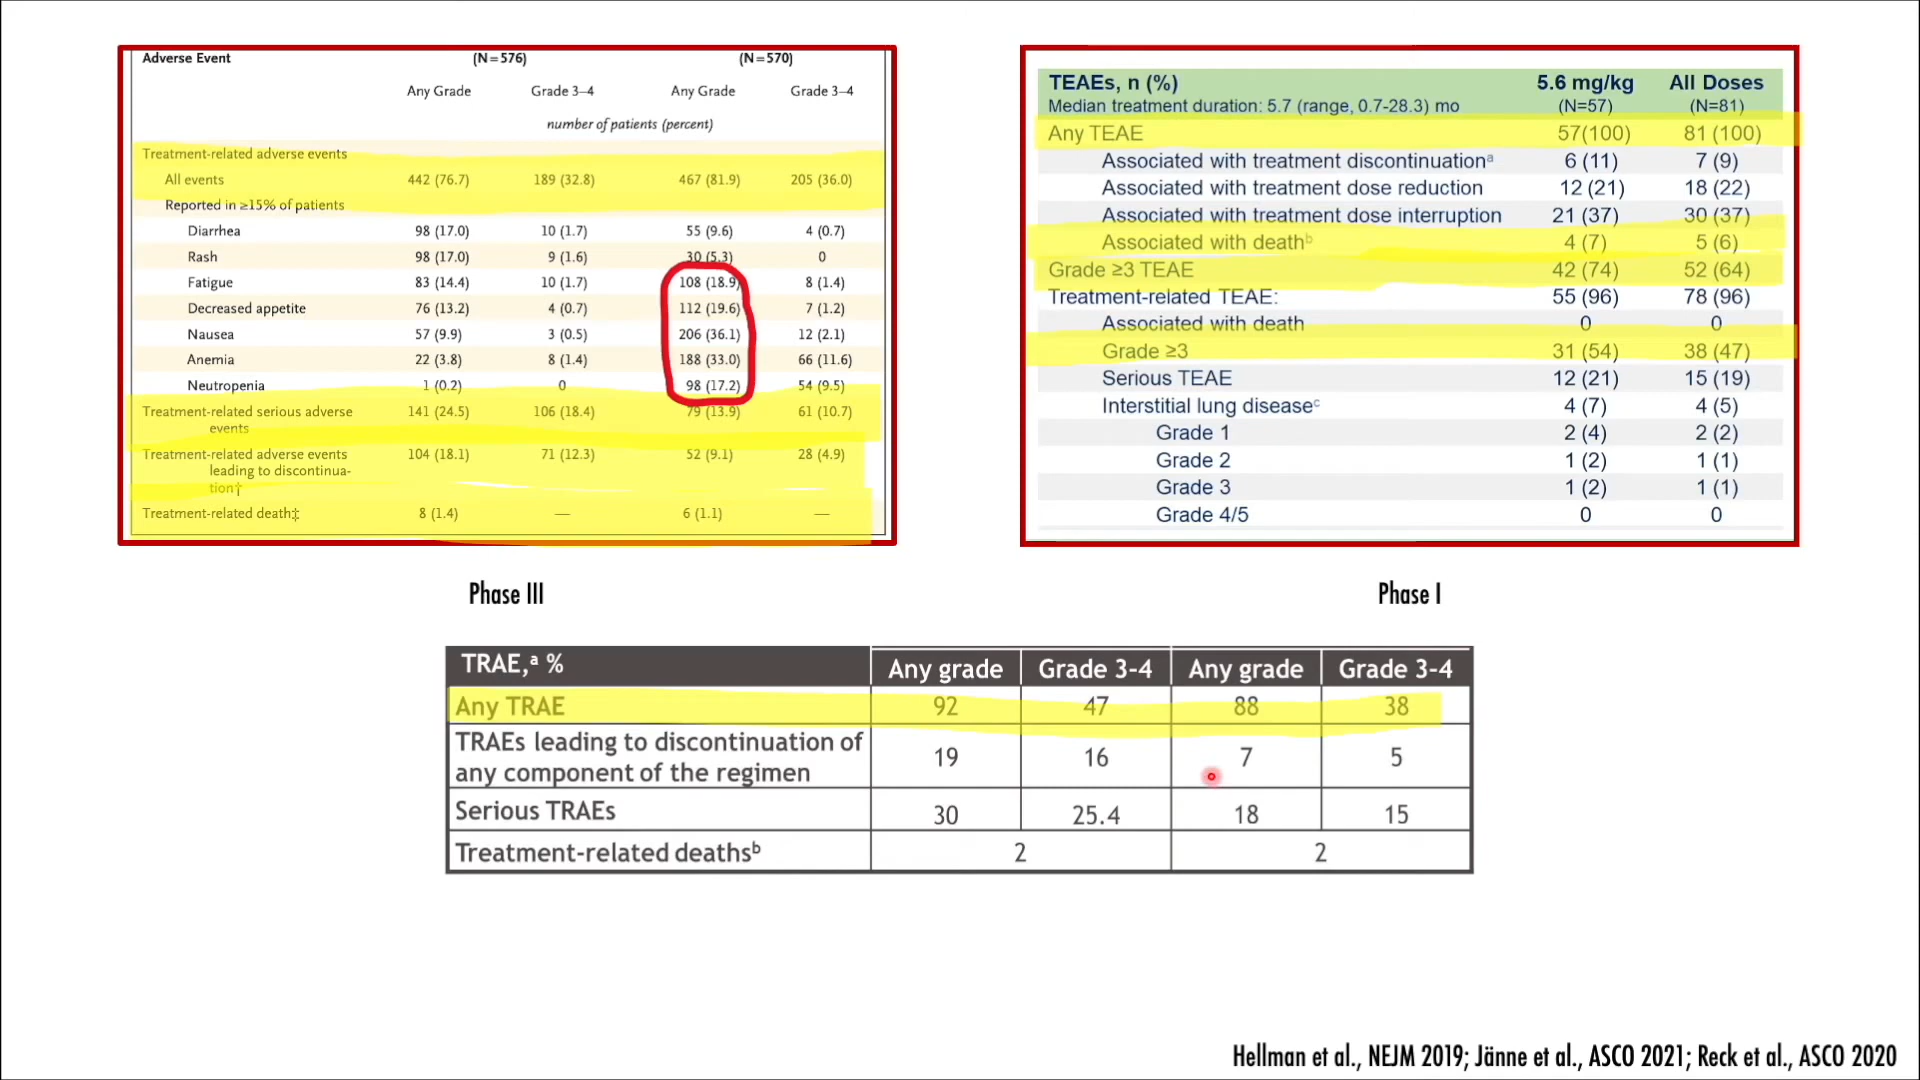 Adverse Event (N=576) (N=570)
Any Grade Grade 3–4 Any Grade Grade 3–4
number of patients (percent)
Treatment-related adverse events
All events 442 (76.7) 189 (32.8) 467 (81.9) 205 (36.0)
Reported in ≥15% of patients
Diarrhea 98 (17.0) 10 (1.7) 55 (9.6) 4 (0.7)
Rash 98 (17.0) 9 (1.6) 30 (5.3) 0
Fatigue 83 (14.4) 10 (1.7) 108 (18.9) 8 (1.4)
Decreased appetite 76 (13.2) 4 (0.7) 112 (19.6) 7 (1.2)
Nausea 57 (9.9) 3 (0.5) 206 (36.1) 12 (2.1)
Anemia 22 (3.8) 8 (1.4) 188 (33.0) 66 (11.6)
Neutropenia 1 (0.2) 0 98 (17.2) 54 (9.5)
Treatment-related serious adverse 141 (24.5) 106 (18.4) 79 (13.9) 61 (10.7)
events
Treatment-related adverse events 104 (18.1) 71 (12.3) 52 (9.1) 28 (4.9)
leading to discontinua-
tion†
Treatment-related death‡ 8 (1.4) — 6 (1.1) —
Phase III
TEAEs, n (%) 5.6 mg/kg All Doses
Median treatment duration: 5.7 (range, 0.7-28.3) mo (N=57) (N=81)
Any TEAE 57(100) 81 (100)
Associated with treatment discontinuationᵃ 6 (11) 7 (9)
Associated with treatment dose reduction 12 (21) 18 (22)
Associated with treatment dose interruption 21 (37) 30 (37)
Associated with deathᵇ 4 (7) 5 (6)
Grade ≥3 TEAE 42 (74) 52 (64)
Treatment-related TEAE: 55 (96) 78 (96)
Associated with death 0 0
Grade ≥3 31 (54) 38 (47)
Serious TEAE 12 (21) 15 (19)
Interstitial lung diseaseᶜ 4 (7) 4 (5)
Grade 1 2 (4) 2 (2)
Grade 2 1 (2) 1 (1)
Grade 3 1 (2) 1 (1)
Grade 4/5 0 0
Phase I
TRAE,ᵃ % Any grade Grade 3-4 Any grade Grade 3-4
Any TRAE 92 47 88 38
TRAEs leading to discontinuation of
any component of the regimen 19 16 7 5
Serious TRAEs 30 25.4 18 15
Treatment-related deathsᵇ 2 2
Hellman et al., NEJM 2019; Jänne et al., ASCO 2021; Reck et al., ASCO 2020